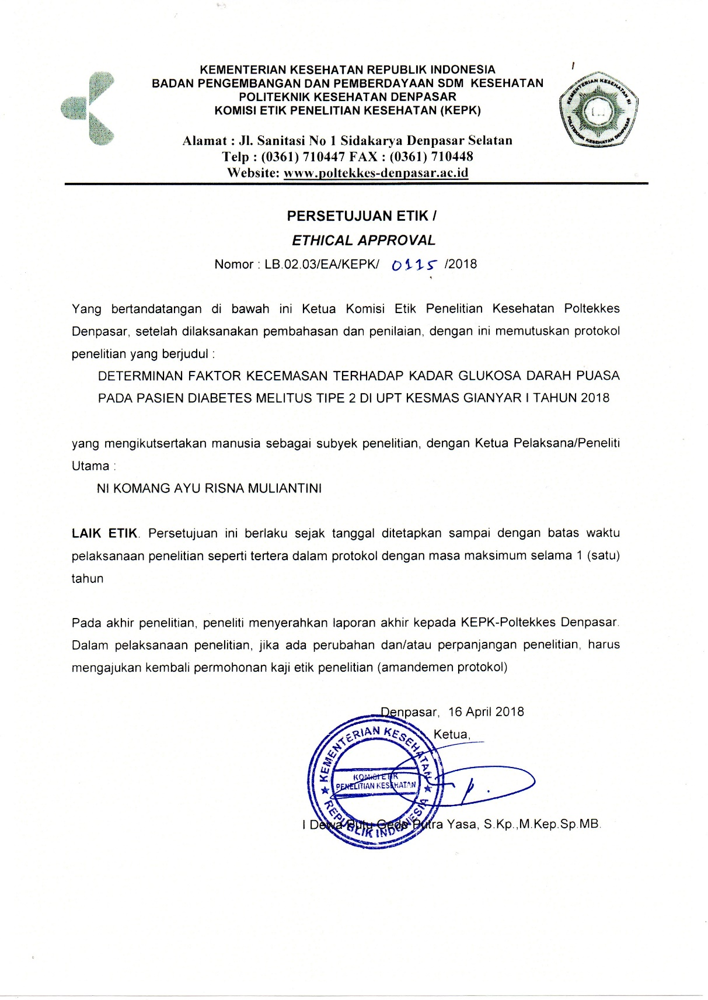 KEMENTERIAN KESEHATAN REPUBLIK INDONESIA
BADAN PENGEMBANGAN DAN PEMBERDAYAAN SDM KESEHATAN
POLITEKNIK KESEHATAN DENPASAR
KOMISI ETIK PENELITIAN KESEHATAN (KEPK)
KEMENTERIAN KESEHATAN RI
POLITEKNIK KESEHATAN DENPASAR
Alamat : Jl. Sanitasi No 1 Sidakarya Denpasar Selatan
Telp : (0361) 710447 FAX : (0361) 710448
Website: www.poltekkes-denpasar.ac.id
PERSETUJUAN ETIK /
ETHICAL APPROVAL
Nomor : LB.02.03/EA/KEPK/ 0115 /2018
Yang bertandatangan di bawah ini Ketua Komisi Etik Penelitian Kesehatan Poltekkes
Denpasar, setelah dilaksanakan pembahasan dan penilaian, dengan ini memutuskan protokol
penelitian yang berjudul :
DETERMINAN FAKTOR KECEMASAN TERHADAP KADAR GLUKOSA DARAH PUASA
PADA PASIEN DIABETES MELITUS TIPE 2 DI UPT KESMAS GIANYAR I TAHUN 2018
yang mengikutsertakan manusia sebagai subyek penelitian, dengan Ketua Pelaksana/Peneliti
Utama :
NI KOMANG AYU RISNA MULIANTINI
LAIK ETIK. Persetujuan ini berlaku sejak tanggal ditetapkan sampai dengan batas waktu
pelaksanaan penelitian seperti tertera dalam protokol dengan masa maksimum selama 1 (satu)
tahun
Pada akhir penelitian, peneliti menyerahkan laporan akhir kepada KEPK-Poltekkes Denpasar.
Dalam pelaksanaan penelitian, jika ada perubahan dan/atau perpanjangan penelitian, harus
mengajukan kembali permohonan kaji etik penelitian (amandemen protokol)
Denpasar, 16 April 2018
Ketua,
KEMENTERIAN KESEHATAN
KOMISI ETIK
PENELITIAN KESEHATAN
REPUBLIK INDONESIA
I Dewa Putu Gede Putra Yasa, S.Kp.,M.Kep.Sp.MB.